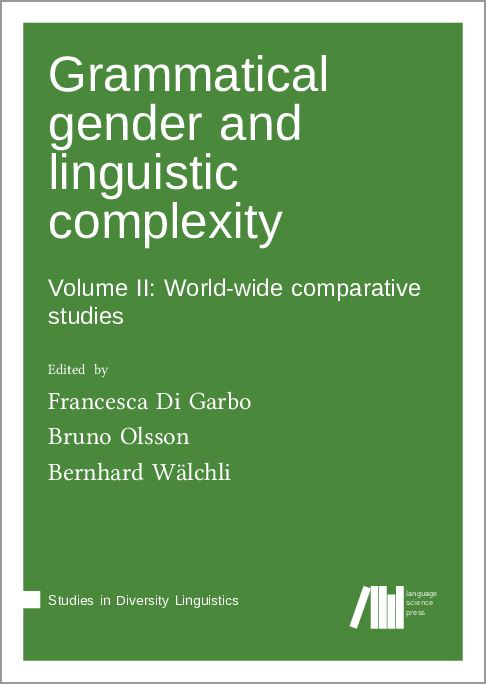 Grammatical
gender and
linguistic
complexity
Volume II: World-wide comparative
studies
Edited by
Francesca Di Garbo
Bruno Olsson
Bernhard Wälchli
Studies in Diversity Linguistics
language
science
press